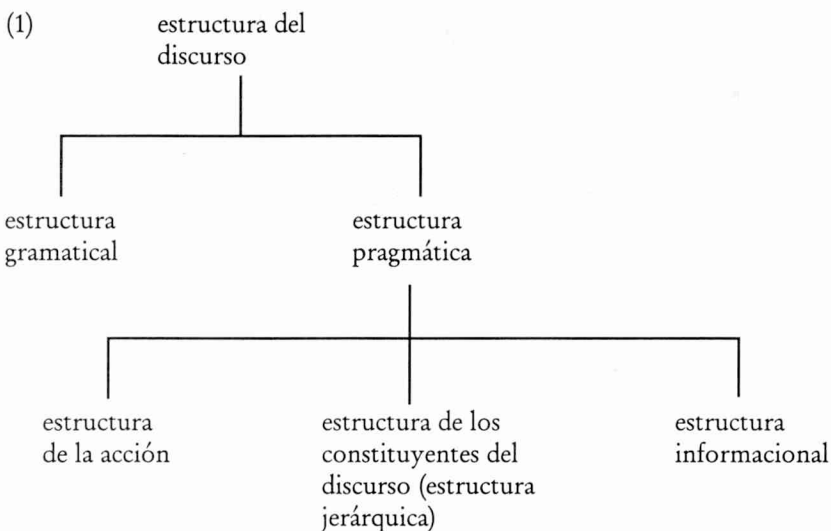 (1)
estructura del
discurso
estructura
gramatical
estructura
pragmática
estructura
de la acción
estructura de los
constituyentes del
discurso (estructura
jerárquica)
estructura
informacional